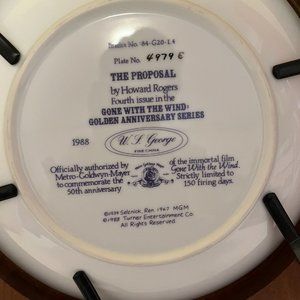 Bradex No. 84-G20-1.4
Plate No. 4979 E
THE PROPOSAL
by Howard Rogers
Fourth issue in the
GONE WITH THE WIND:
GOLDEN ANNIVERSARY SERIES
1988
W. S. George
FINE CHINA
Officially authorized by
Metro-Goldwyn-Mayer
to commemorate the
50th anniversary
of the immortal film
Gone With the Wind.
Strictly limited to
150 firing days.
©1939 Selznick, Ren. 1967 MGM
©1988 Turner Entertainment Co.
All Rights Reserved.